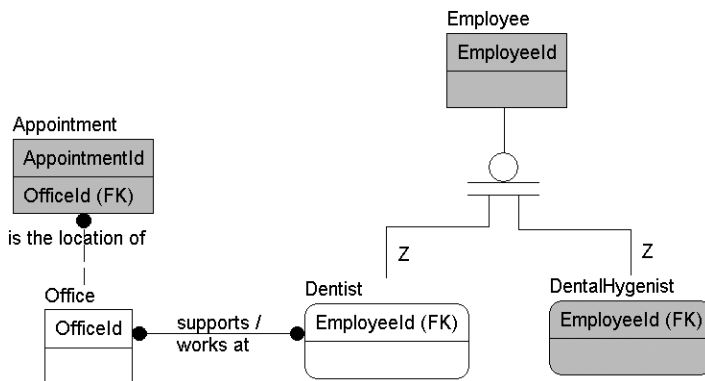 Employee
EmployeeId
Appointment
AppointmentId
OfficeId (FK)
is the location of
Z
Z
Office
OfficeId
supports /
works at
Dentist
EmployeeId (FK)
DentalHygenist
EmployeeId (FK)